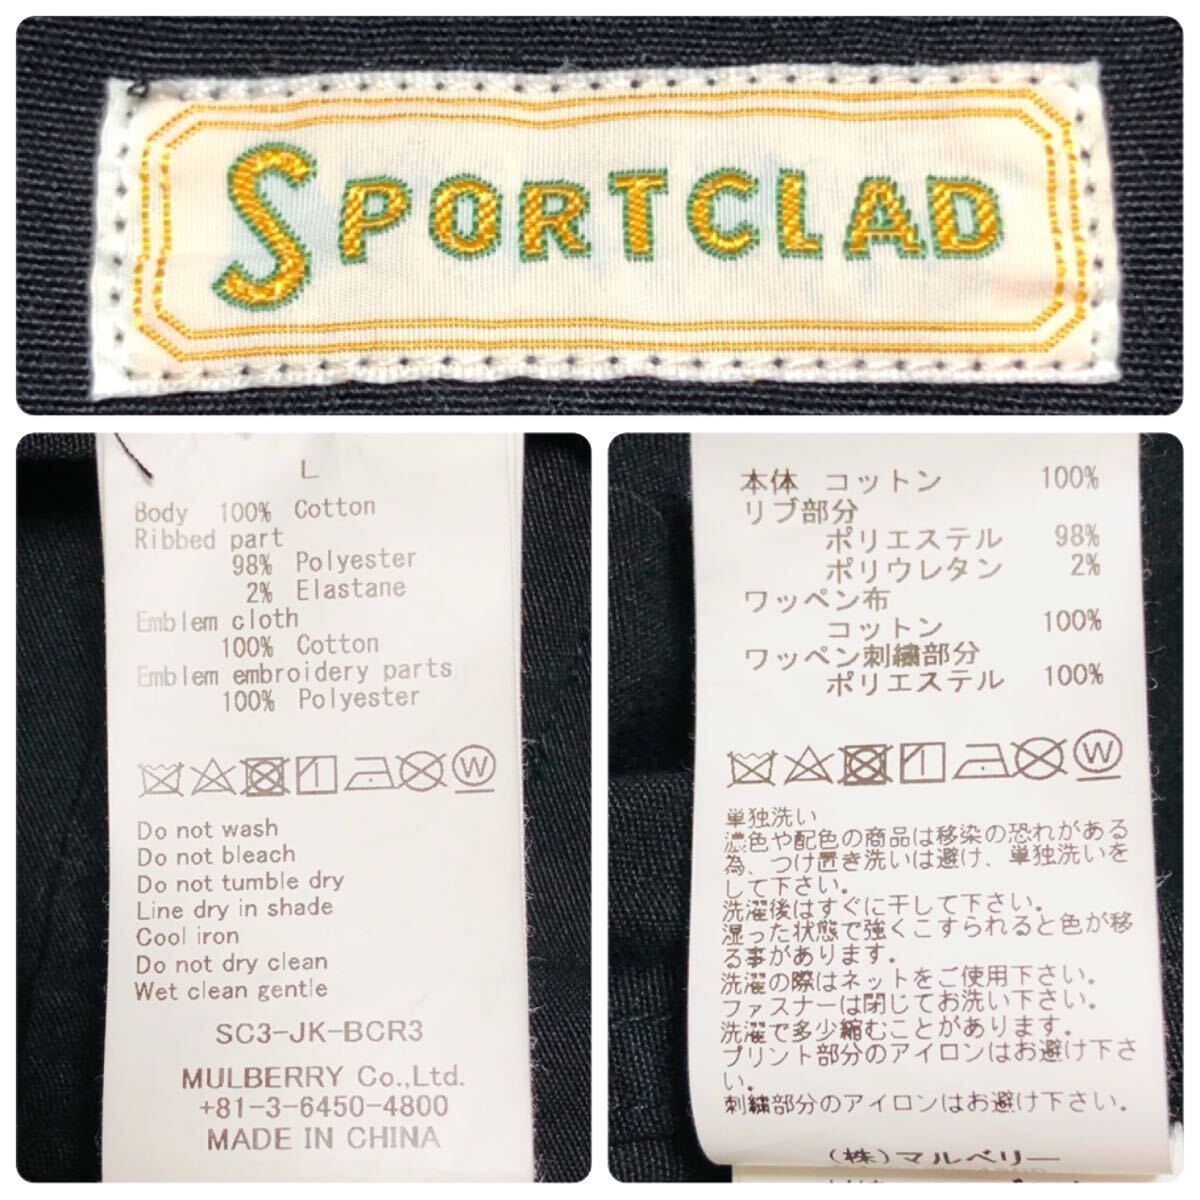 SPORTCLAD
L
Body 100% Cotton
Ribbed part
98% Polyester
2% Elastane
Emblem cloth
100% Cotton
Emblem embroidery parts
100% Polyester
W
Do not wash
Do not bleach
Do not tumble dry
Line dry in shade
Cool iron
Do not dry clean
Wet clean gentle
SC3-JK-BCR3
MULBERRY Co.,Ltd.
+81-3-6450-4800
MADE IN CHINA
本体 コットン 100%
リブ部分
ポリエステル 98%
ポリウレタン 2%
ワッペン布
コットン 100%
ワッペン刺繍部分
ポリエステル 100%
W
単独洗い
濃色や配色の商品は移染の恐れがある
為、つけ置き洗いは避け、単独洗いを
して下さい。
洗濯後はすぐに干して下さい。
湿った状態で強くこすられると色が移
る事があります。
洗濯の際はネットをご使用下さい。
ファスナーは閉じてお洗い下さい。
洗濯で多少縮むことがあります。
プリント部分のアイロンはお避け下さ
い。
刺繍部分のアイロンはお避け下さい。
(株)マルベリー